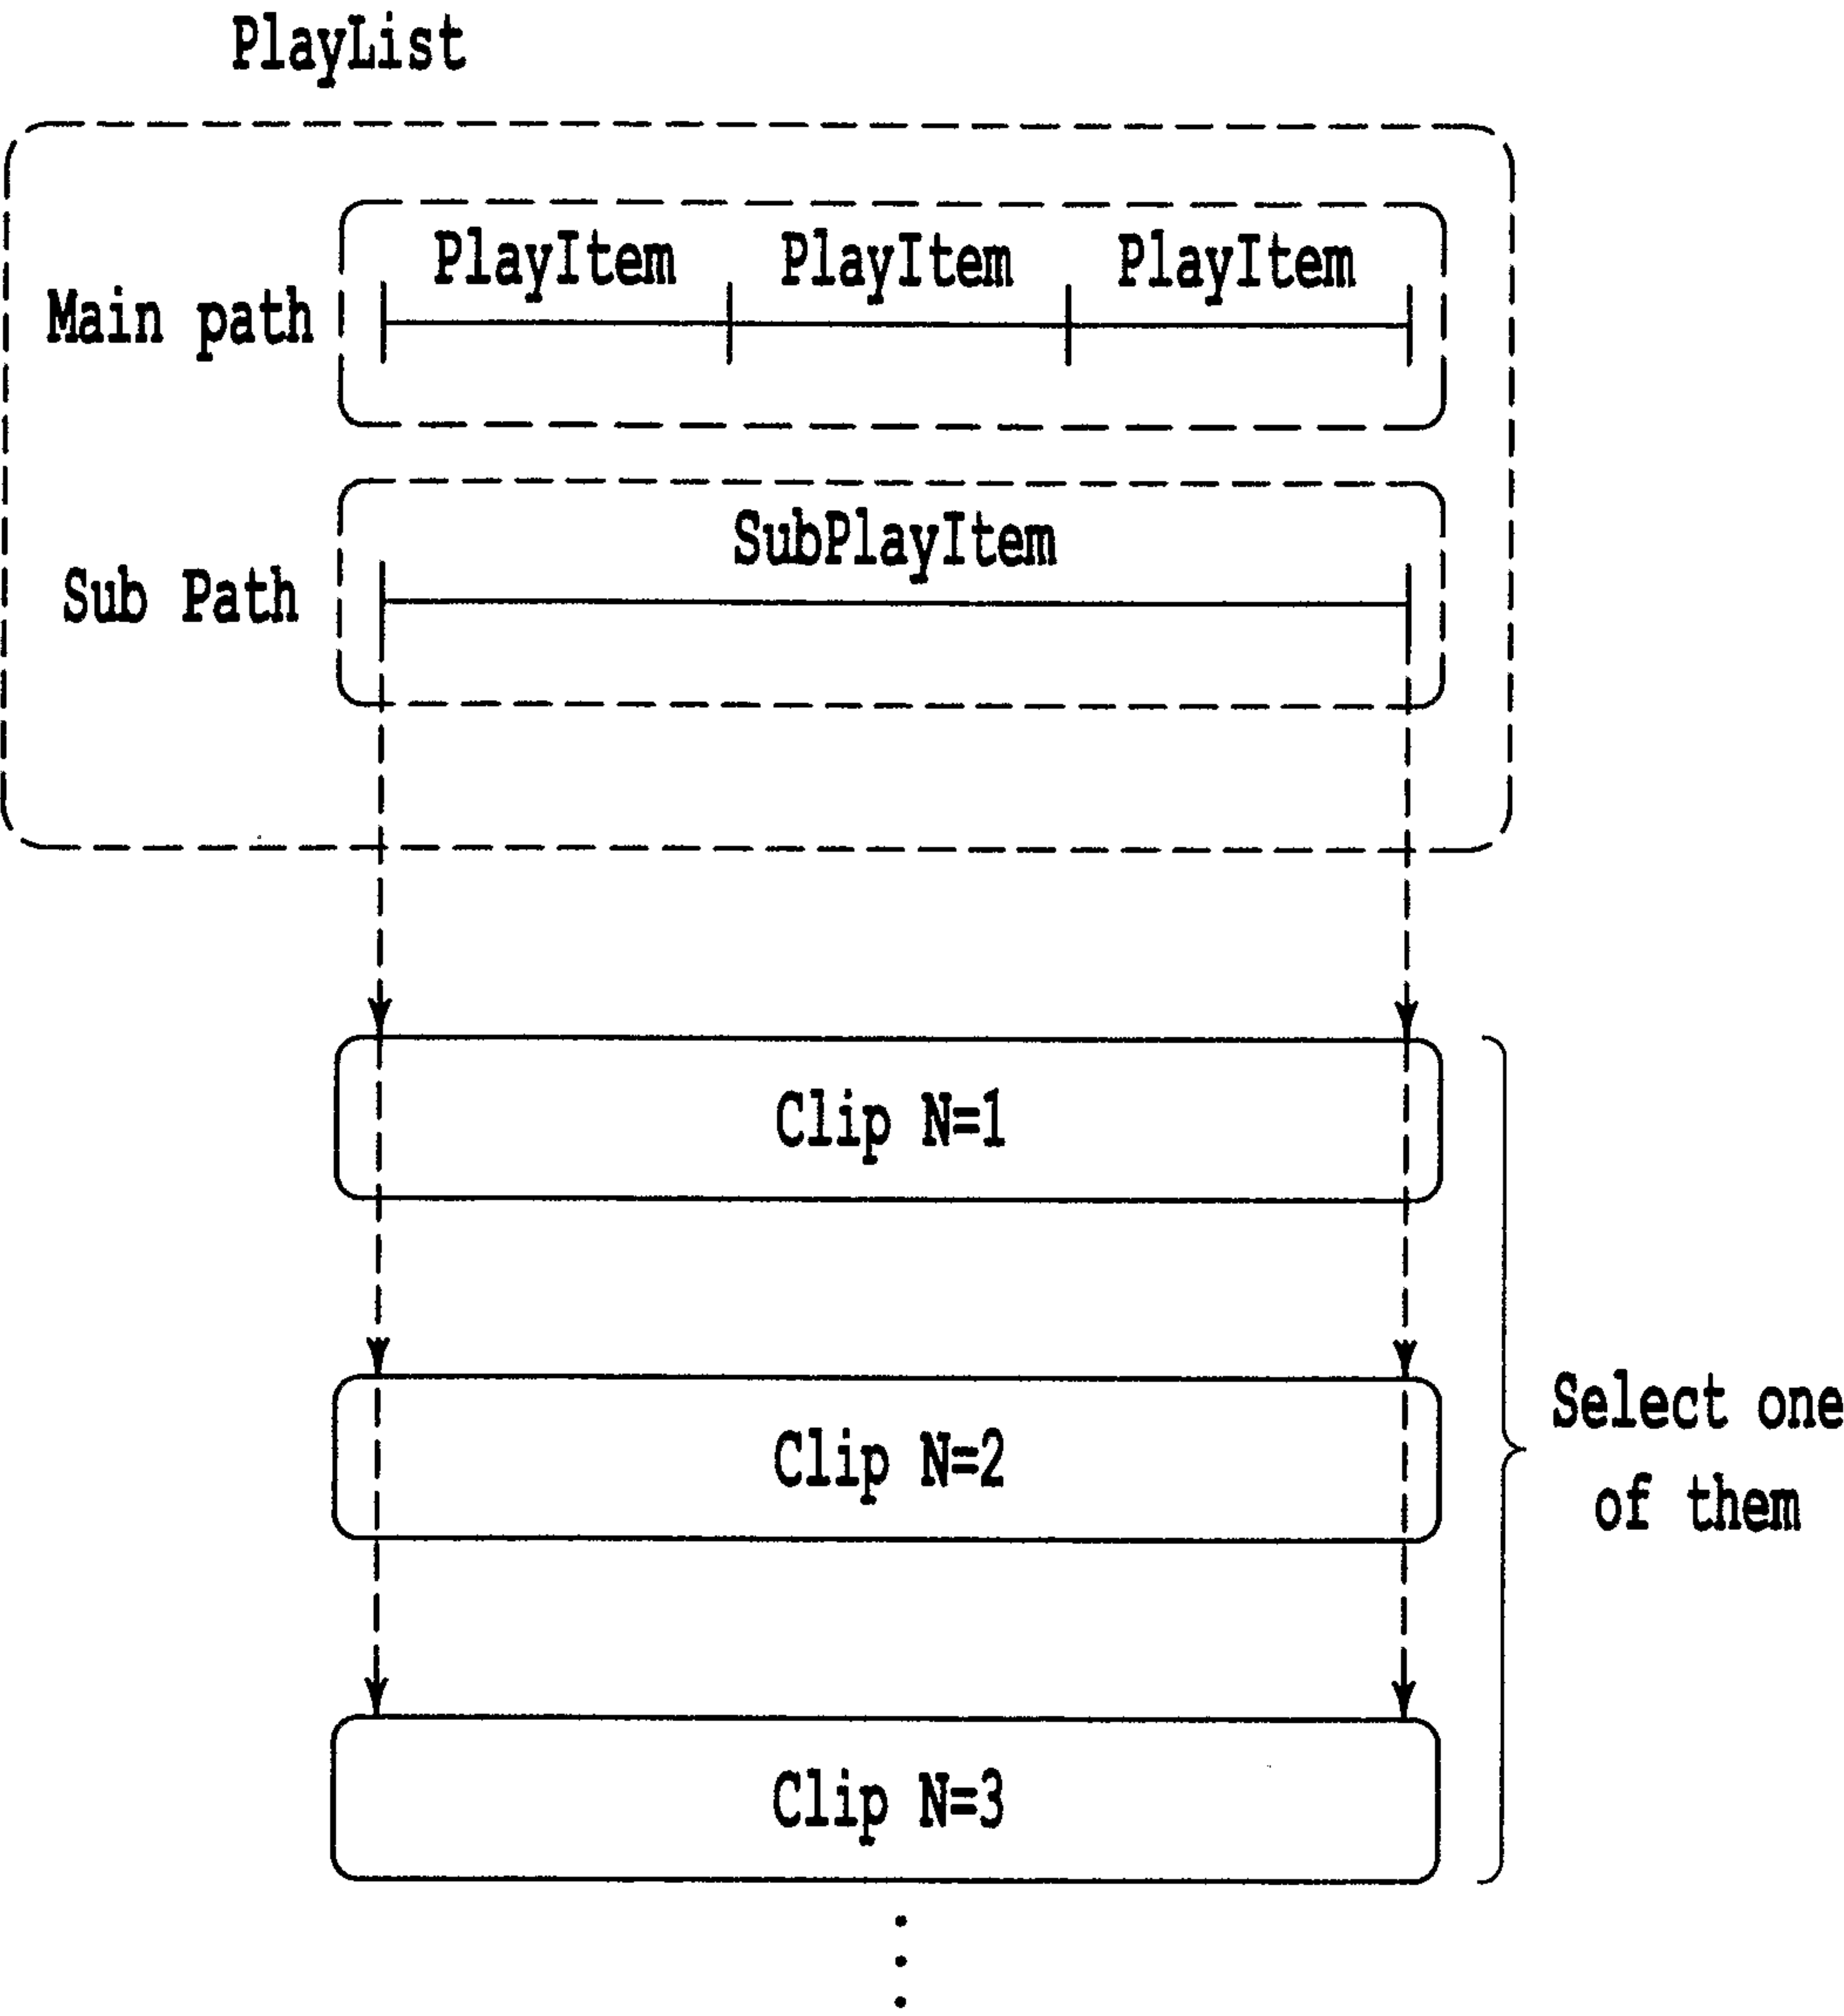 PlayList
PlayItem PlayItem PlayItem
Main path
SubPlayItem
Sub Path
Clip N=1
Clip N=2
Select one
of them
Clip N=3